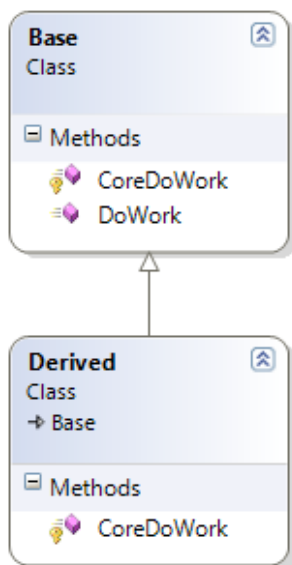 Base
Class
Methods
CoreDoWork
DoWork
Derived
Class
Base
Methods
CoreDoWork